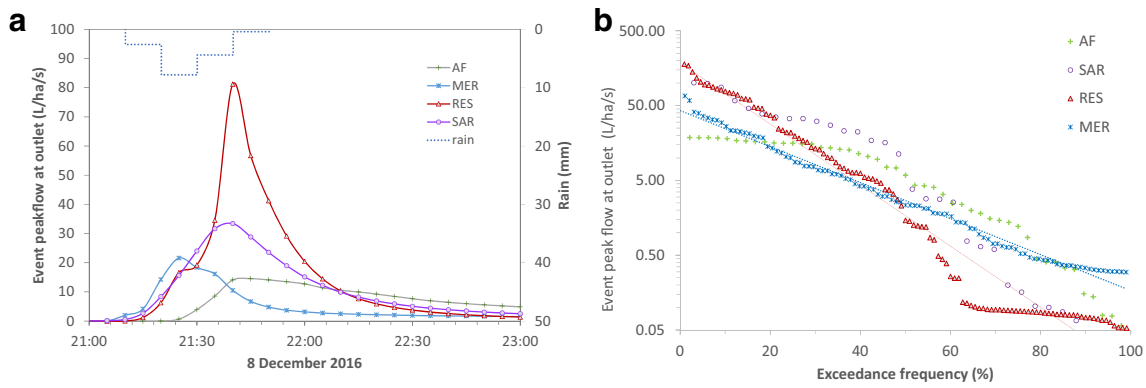 a
100
90
80
70
60
50
40
30
20
10
0
Event peakflow at outlet (L/ha/s)
21:00
21:30
22:00
22:30
23:00
8 December 2016
0
10
20
30
40
50
Rain (mm)
AF
MER
RES
SAR
rain
b
500.00
50.00
5.00
0.50
0.05
Event peak flow at outlet (L/ha/s)
0
20
40
60
80
100
Exceedance frequency (%)
AF
SAR
RES
MER